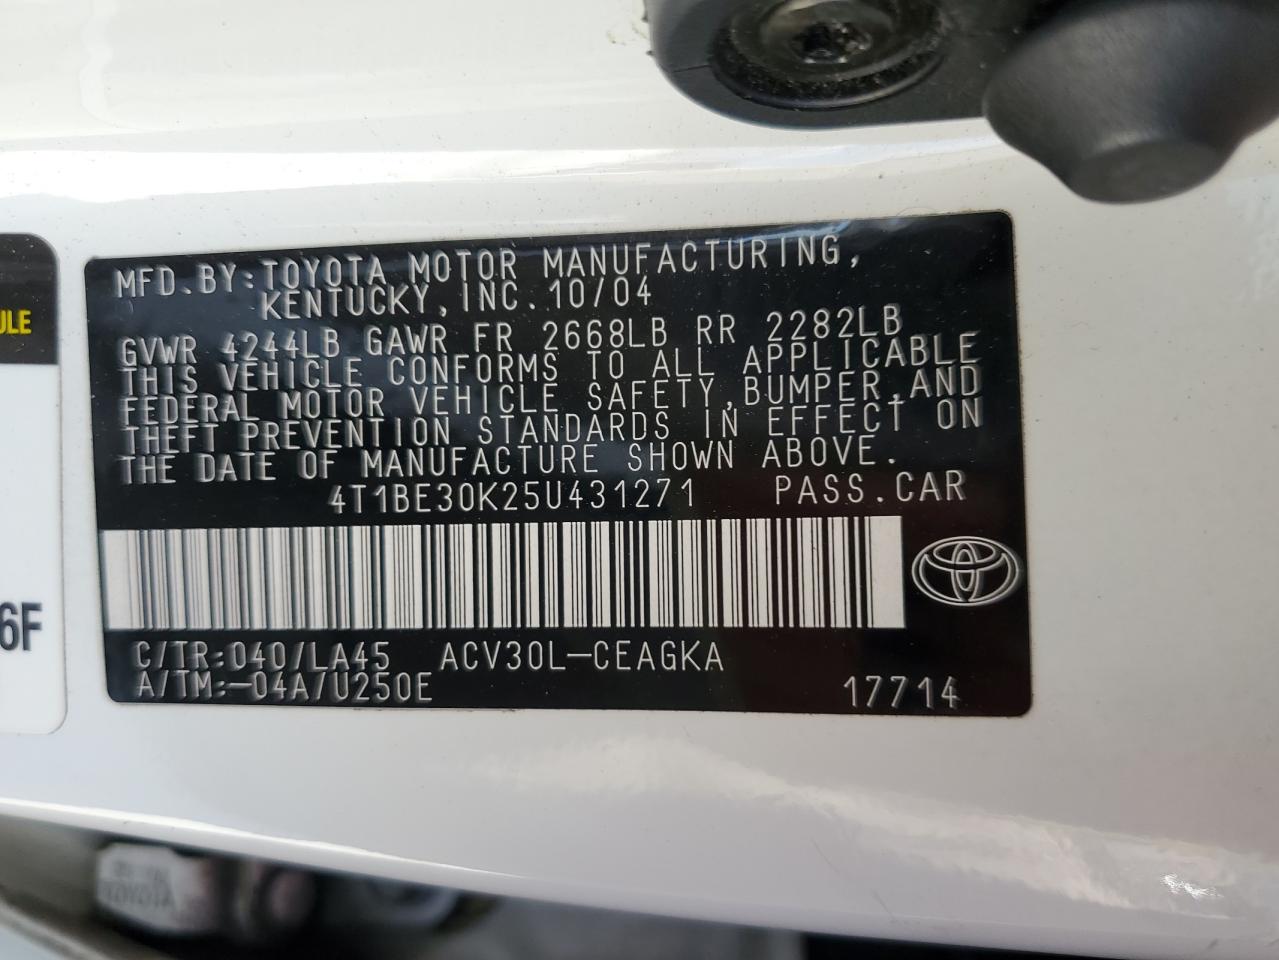 MFD.BY:TOYOTA MOTOR MANUFACTURING,
KENTUCKY,INC.10/04
GVWR 4244LB GAWR FR 2668LB RR 2282LB
THIS VEHICLE CONFORMS TO ALL APPLICABLE
FEDERAL MOTOR VEHICLE SAFETY,BUMPER,AND
THEFT PREVENTION STANDARDS IN EFFECT ON
THE DATE OF MANUFACTURE SHOWN ABOVE.
4T1BE30K25U431271 PASS.CAR
C/TR:040/LA45 ACV30L-CEAGKA
A/TM:-04A/U250E 17714
ULE
6F
TOYOTA